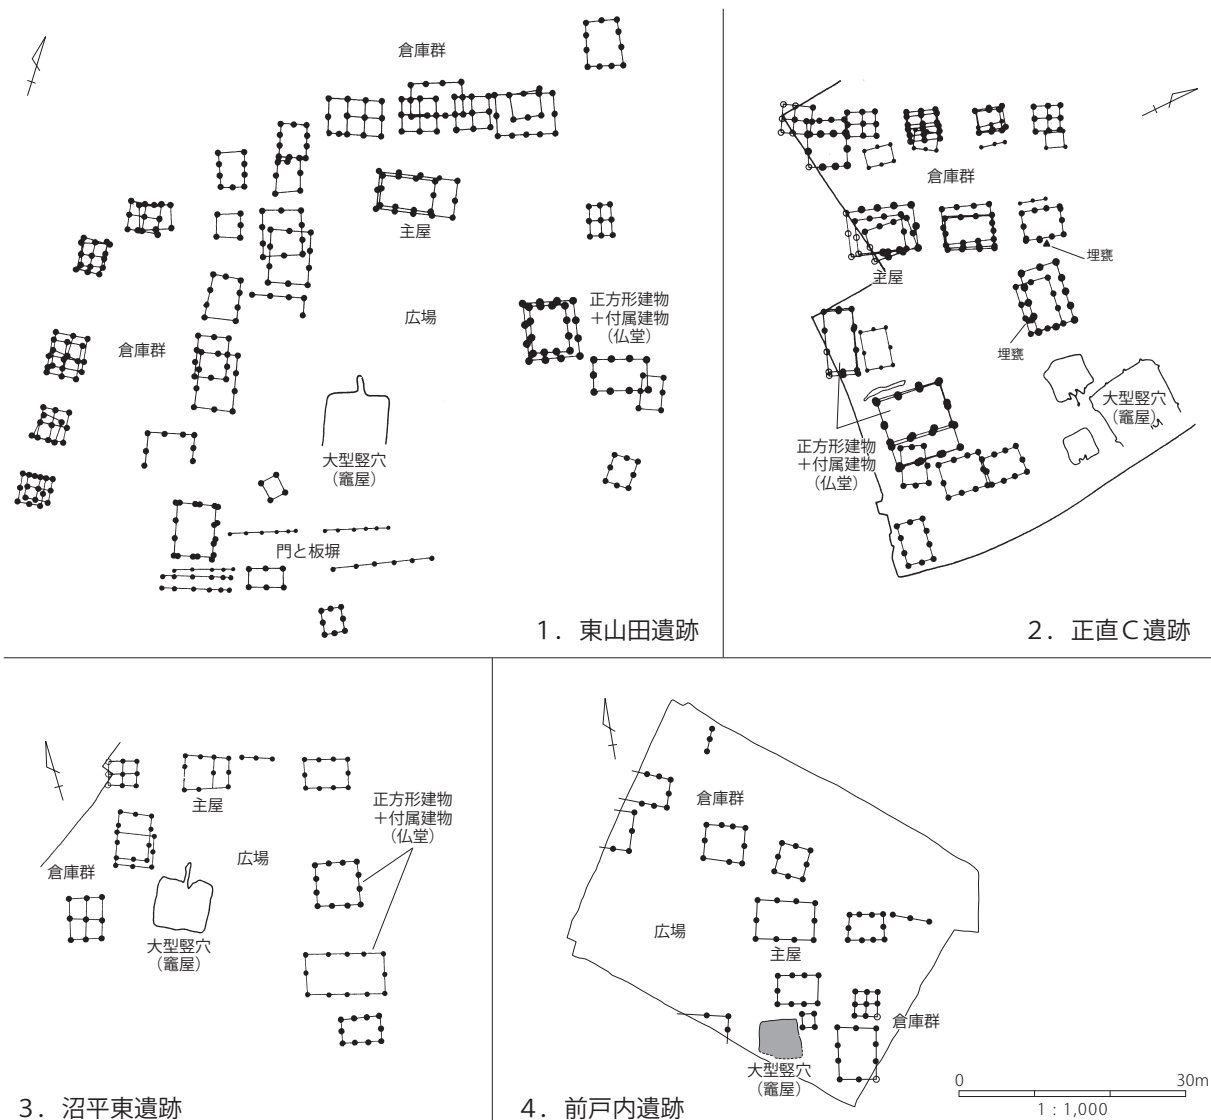 倉庫群
主屋
広場
正方形建物
＋付属建物
（仏堂）
倉庫群
大型竪穴
（竈屋）
門と板塀
1．東山田遺跡
倉庫群
主屋
埋甕
埋甕
大型竪穴
（竈屋）
正方形建物
＋付属建物
（仏堂）
2．正直C遺跡
主屋
正方形建物
＋付属建物
（仏堂）
倉庫群
広場
大型竪穴
（竈屋）
3．沼平東遺跡
倉庫群
広場
主屋
倉庫群
大型竪穴
（竈屋）
4．前戸内遺跡
0 30m
1：1,000